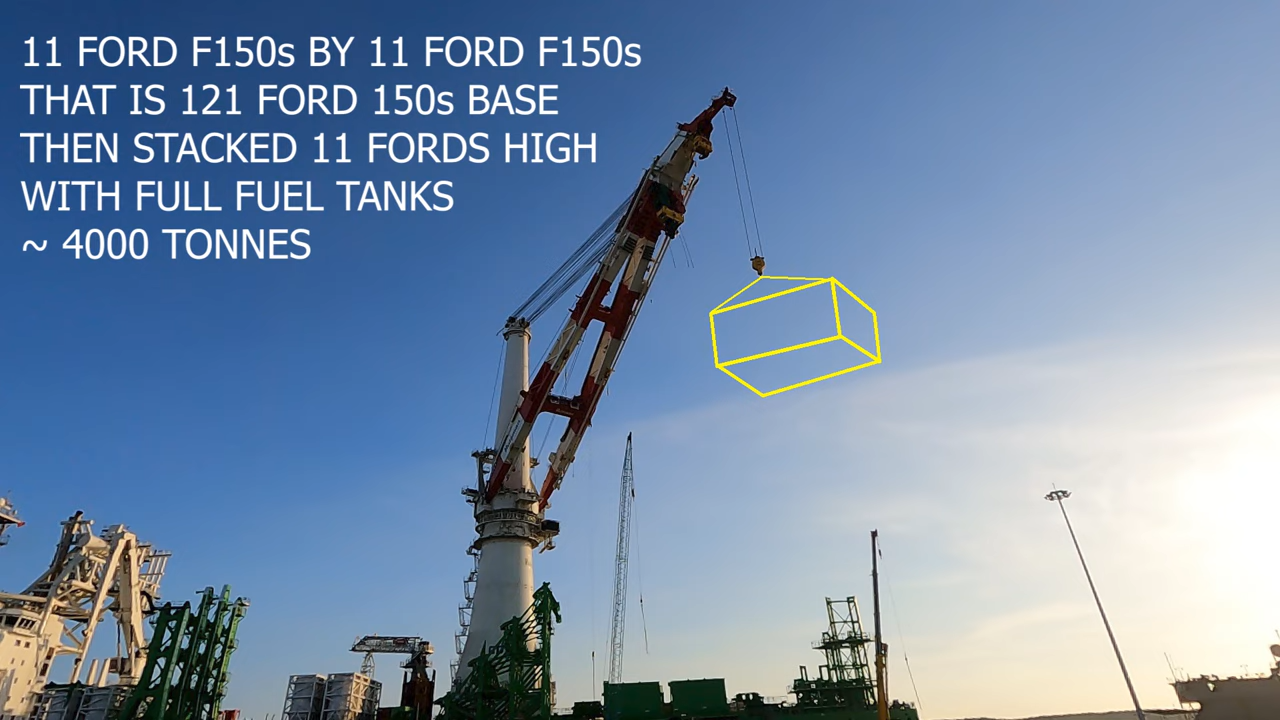 11 FORD F150s BY 11 FORD F150s
THAT IS 121 FORD 150s BASE
THEN STACKED 11 FORDS HIGH
WITH FULL FUEL TANKS
~ 4000 TONNES